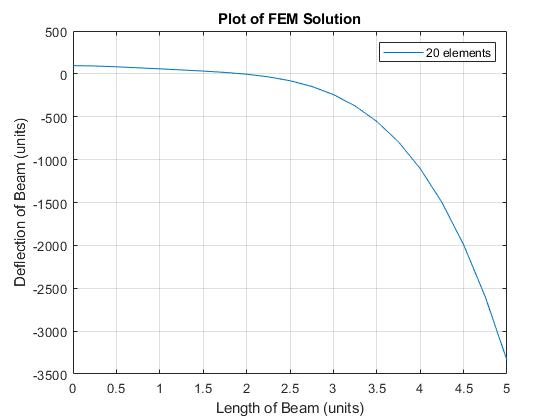 Plot of FEM Solution
20 elements
Deflection of Beam (units)
500
0
-500
-1000
-1500
-2000
-2500
-3000
-3500
0 0.5 1 1.5 2 2.5 3 3.5 4 4.5 5
Length of Beam (units)